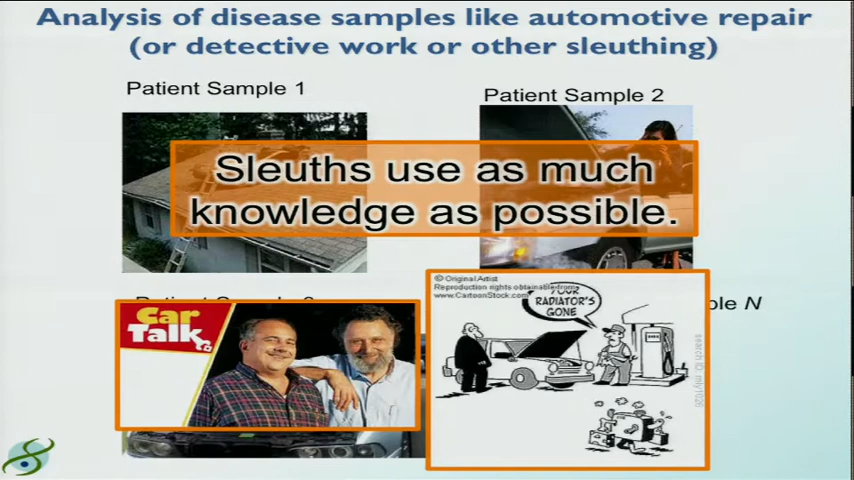 Analysis of disease samples like automotive repair
(or detective work or other sleuthing)
Patient Sample 1
Patient Sample 2
Sleuths use as much
knowledge as possible.
© Original Artist
Reproduction rights obtainable from
www.CartoonStock.com
YOUR
RADIATOR'S
GONE
ple N
Car
Talk
search ID: